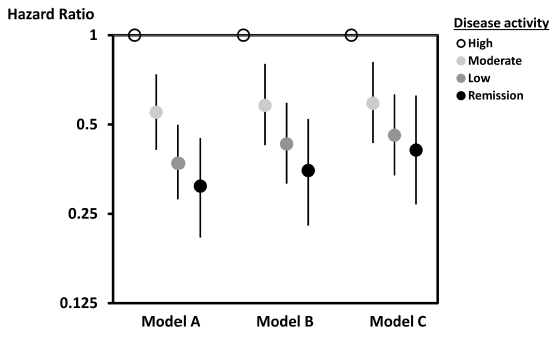 Hazard Ratio
Disease activity
High
Moderate
Low
Remission
1
0.5
0.25
0.125
Model A
Model B
Model C